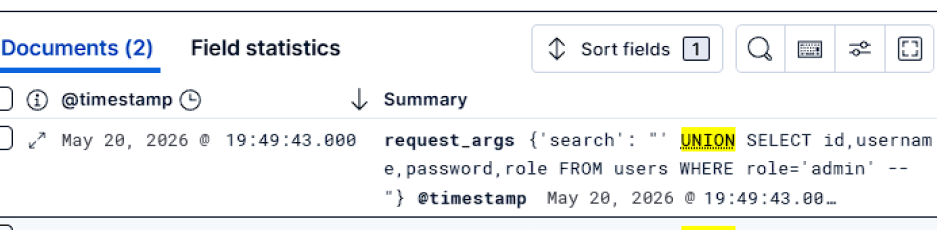 Documents (2) Field statistics Sort fields 1
@timestamp Summary
May 20, 2026 @ 19:49:43.000 request_args {'search': "' UNION SELECT id,usernam
e,password,role FROM users WHERE role='admin' --
"} @timestamp May 20, 2026 @ 19:49:43.00…